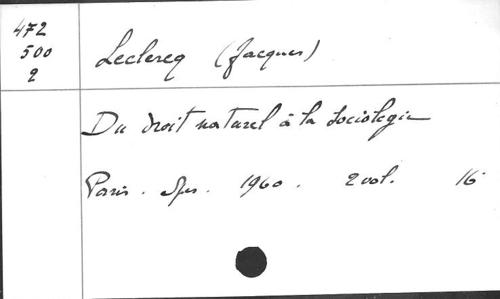 472
500
2
Leclercq (Jacques)
Du droit naturel à la sociologie
Paris. Spes. 1960. 2 vol. 16